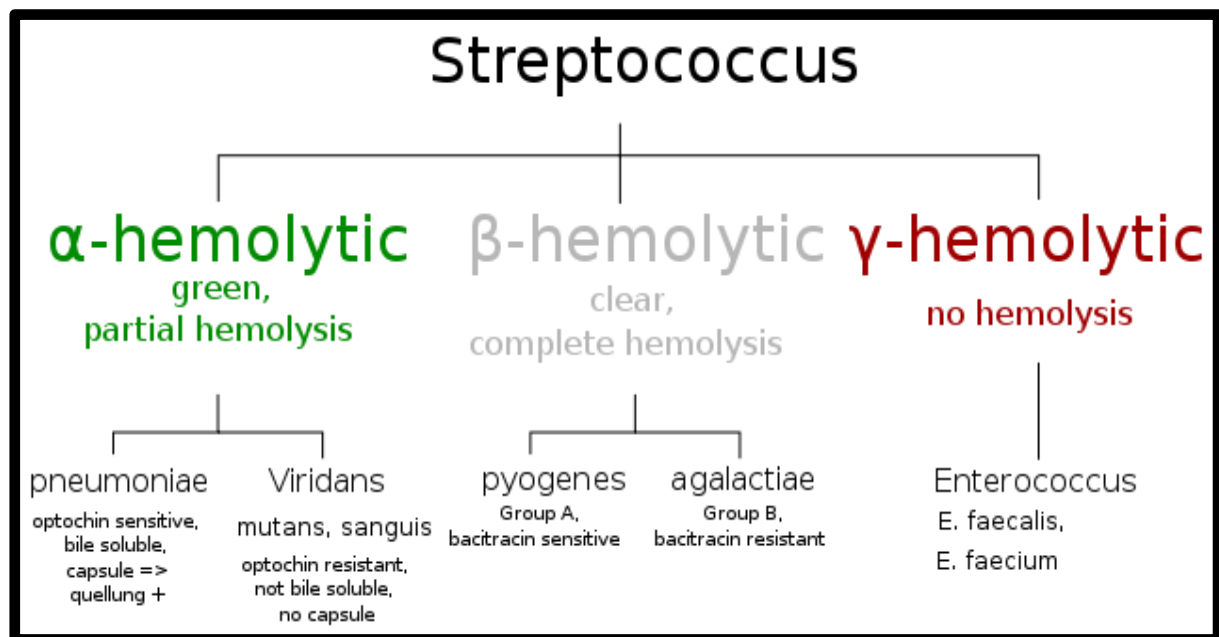 Streptococcus
α-hemolytic
green,
partial hemolysis
β-hemolytic
clear,
complete hemolysis
γ-hemolytic
no hemolysis
pneumoniae
optochin sensitive,
bile soluble,
capsule =>
quellung +
Viridans
mutans, sanguis
optochin resistant,
not bile soluble,
no capsule
pyogenes
Group A,
bacitracin sensitive
agalactiae
Group B,
bacitracin resistant
Enterococcus
E. faecalis,
E. faecium